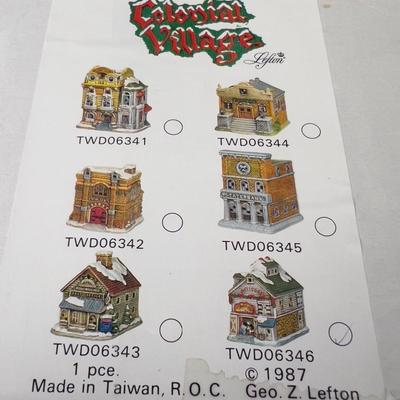 Colonial
Village
Lefton
TWD06341
TWD06344
TWD06342
TWD06345
TWD06343
TWD06346
1 pce.
© 1987
Made in Taiwan, R.O.C. Geo. Z. Lefton